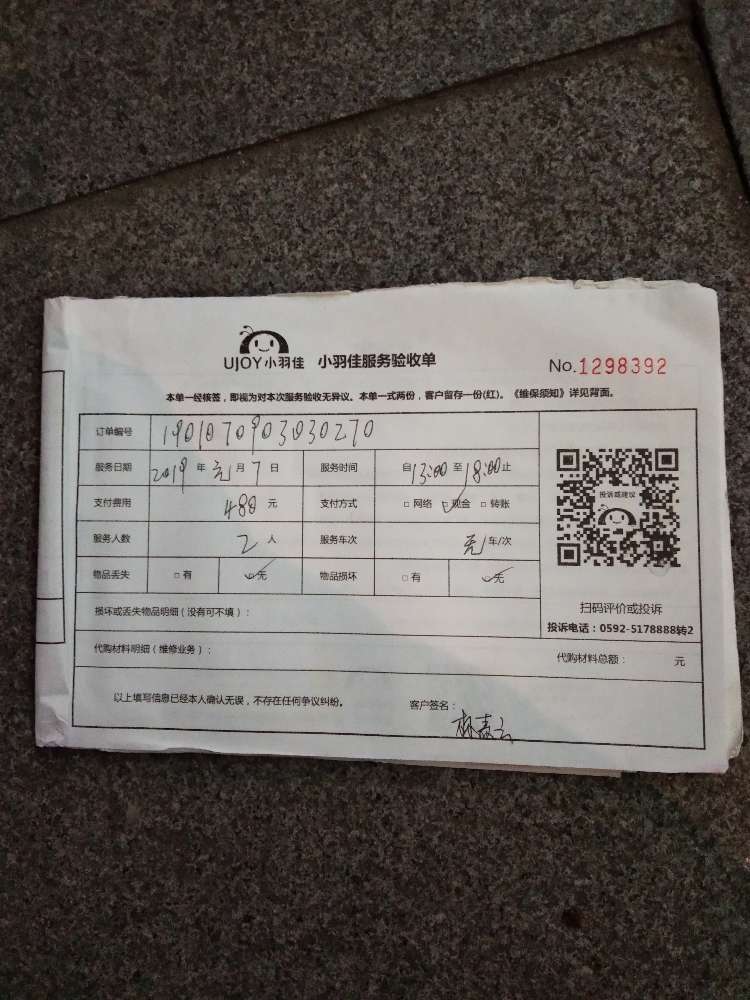 UJOY小羽佳 小羽佳服务验收单 No.1298392
本单一经核签，即视为对本次服务验收无异议。本单一式两份，客户留存一份(红)。《维保须知》详见背面。
订单编号 190107090303027０
服务日期 2019 年 元 月 7 日 服务时间 自 13:00 至 18:00 止
支付费用 480 元 支付方式 □ 网络 ☑ 现金 □ 转账
服务人数 2 人 服务车次 元 车/次
物品丢失 □ 有 ☑ 无 物品损坏 □ 有 ☑ 无
投诉或建议
扫码评价或投诉
投诉电话：0592-5178888转2
损坏或丢失物品明细（没有可不填）：
代购材料明细（维修业务）： 代购材料总额： 元
以上填写信息已经本人确认无误，不存在任何争议纠纷。 客户签名：